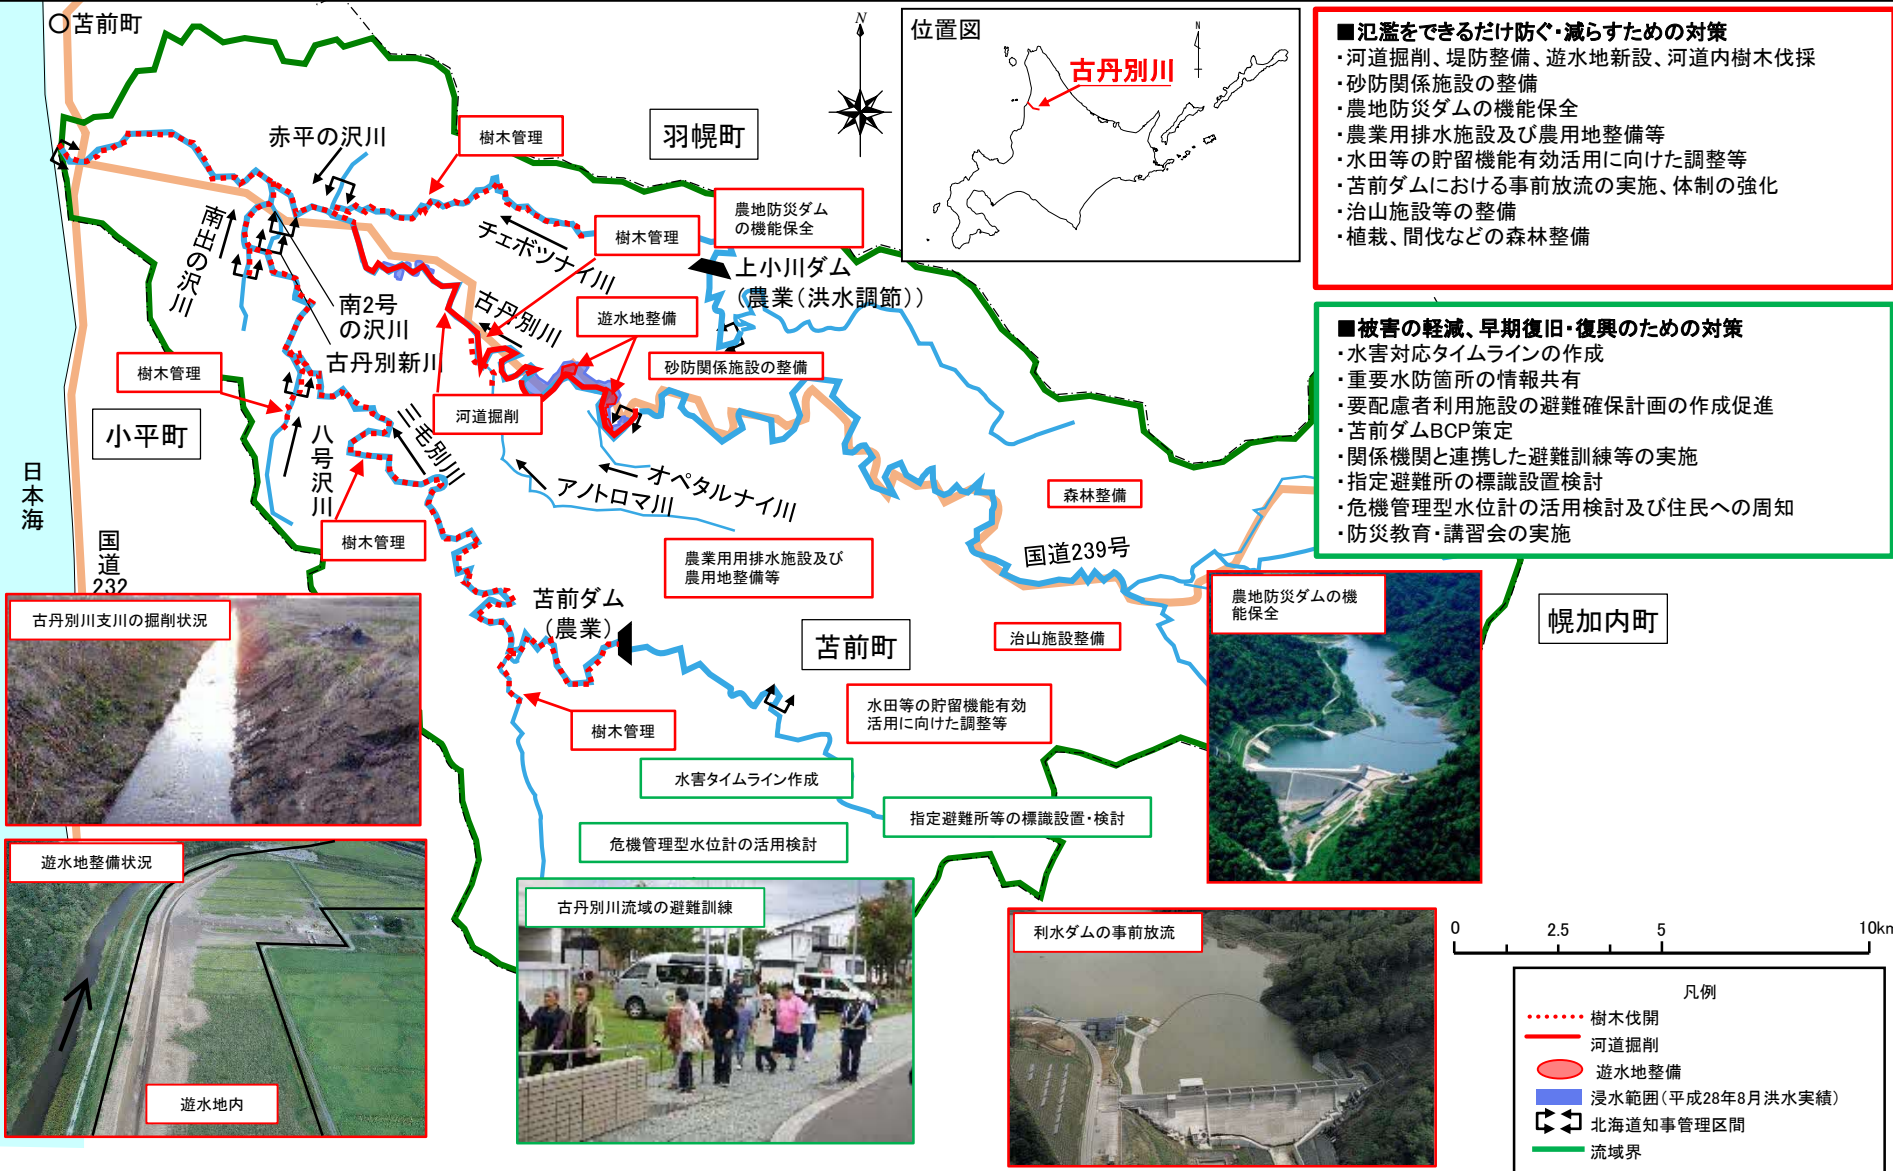 〇苫前町
位置図
N
N
古丹別川
■氾濫をできるだけ防ぐ・減らすための対策
・河道掘削、堤防整備、遊水地新設、河道内樹木伐採
・砂防関係施設の整備
・農地防災ダムの機能保全
・農業用排水施設及び農用地整備等
・水田等の貯留機能有効活用に向けた調整等
・苫前ダムにおける事前放流の実施、体制の強化
・治山施設等の整備
・植栽、間伐などの森林整備
■被害の軽減、早期復旧・復興のための対策
・水害対応タイムラインの作成
・重要水防箇所の情報共有
・要配慮者利用施設の避難確保計画の作成促進
・苫前ダムBCP策定
・関係機関と連携した避難訓練等の実施
・指定避難所の標識設置検討
・危機管理型水位計の活用検討及び住民への周知
・防災教育・講習会の実施
赤平の沢川
樹木管理
羽幌町
農地防災ダム
の機能保全
樹木管理
チェボツナイ川
南出の沢川
上小川ダム
(農業(洪水調節))
南2号
の沢川
古丹別川
遊水地整備
古丹別新川
砂防関係施設の整備
樹木管理
河道掘削
小平町
八号沢川
三毛別川
日本海
オペタルナイ川
アノトロマ川
森林整備
樹木管理
国道
232
国道239号
農業用用排水施設及び
農用地整備等
苫前ダム
(農業)
苫前町
治山施設整備
幌加内町
農地防災ダムの機
能保全
古丹別川支川の掘削状況
樹木管理
水田等の貯留機能有効
活用に向けた調整等
水害タイムライン作成
指定避難所等の標識設置・検討
危機管理型水位計の活用検討
遊水地整備状況
遊水地内
古丹別川流域の避難訓練
利水ダムの事前放流
0 2.5 5 10km
凡例
樹木伐開
河道掘削
遊水地整備
浸水範囲(平成28年8月洪水実績)
北海道知事管理区間
流域界